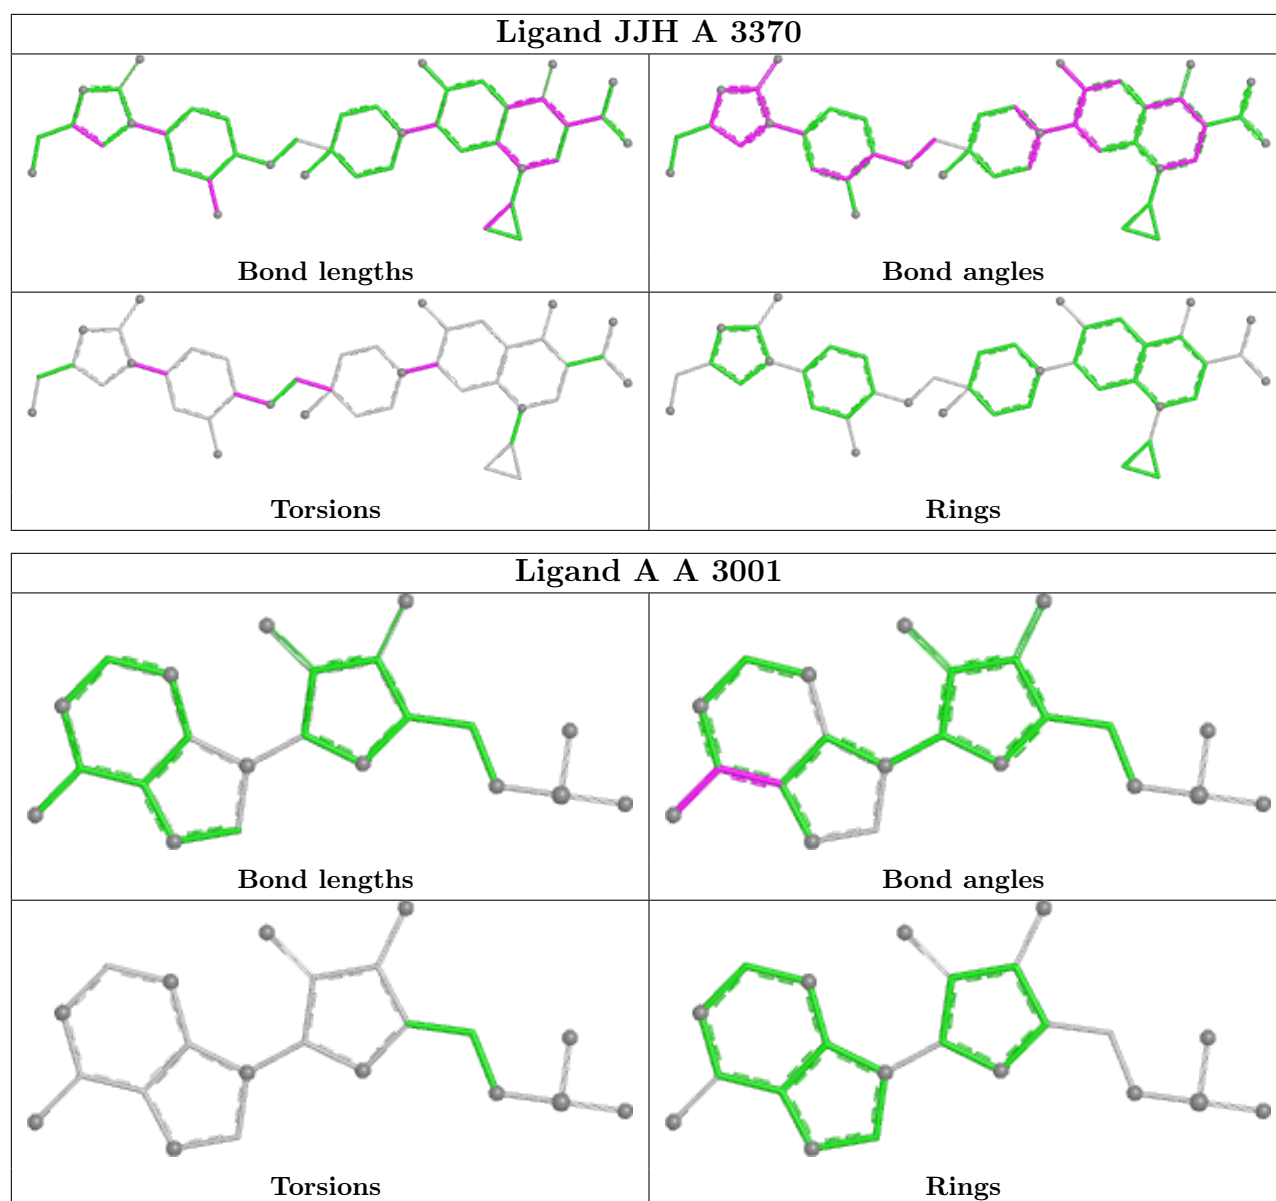 Ligand JJH A 3370
Bond lengths
Bond angles
Torsions
Rings
Ligand A A 3001
Bond lengths
Bond angles
Torsions
Rings